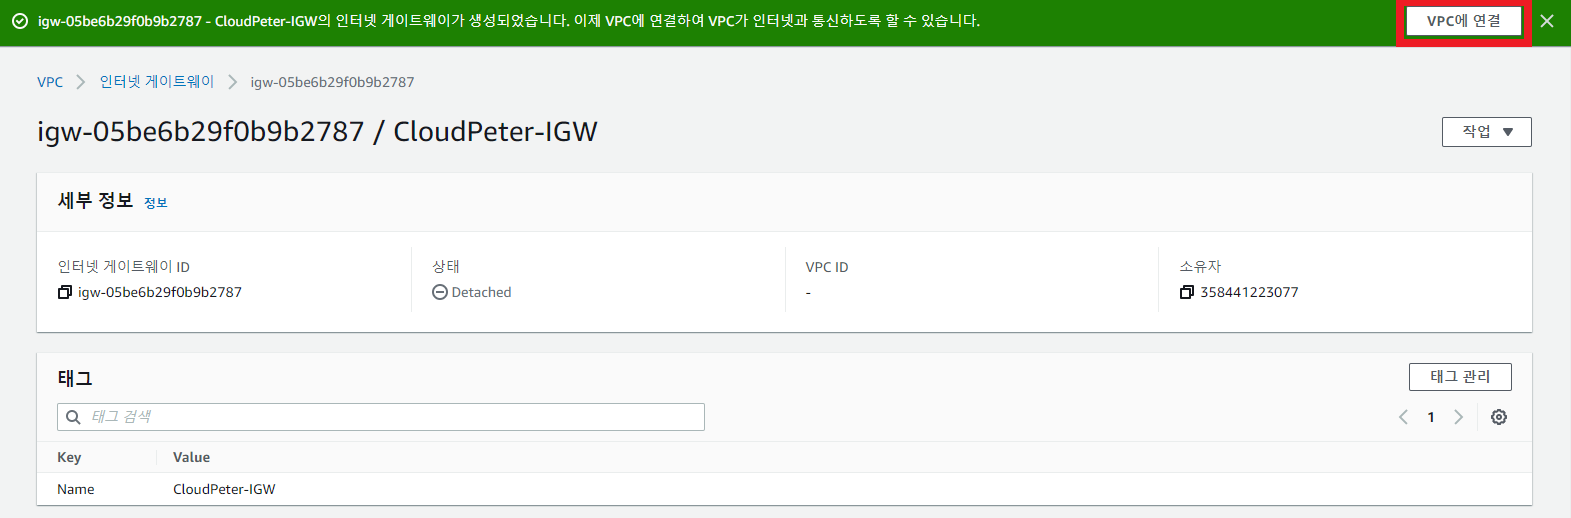 igw-05be6b29f0b9b2787 - CloudPeter-IGW의 인터넷 게이트웨이가 생성되었습니다. 이제 VPC에 연결하여 VPC가 인터넷과 통신하도록 할 수 있습니다.
VPC에 연결
VPC 인터넷 게이트웨이 igw-05be6b29f0b9b2787
igw-05be6b29f0b9b2787 / CloudPeter-IGW
작업
세부 정보 정보
인터넷 게이트웨이 ID
igw-05be6b29f0b9b2787
상태
Detached
VPC ID
-
소유자
358441223077
태그
태그 관리
태그 검색
1
Key Value
Name CloudPeter-IGW